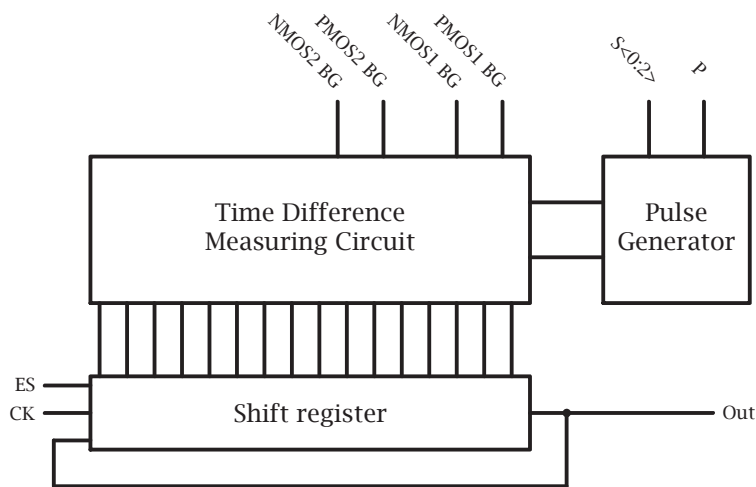 NMOS2 BG
PMOS2 BG
NMOS1 BG
PMOS1 BG
S<0:2>
P
Time Difference
Measuring Circuit
Pulse
Generator
ES
CK
Shift register
Out